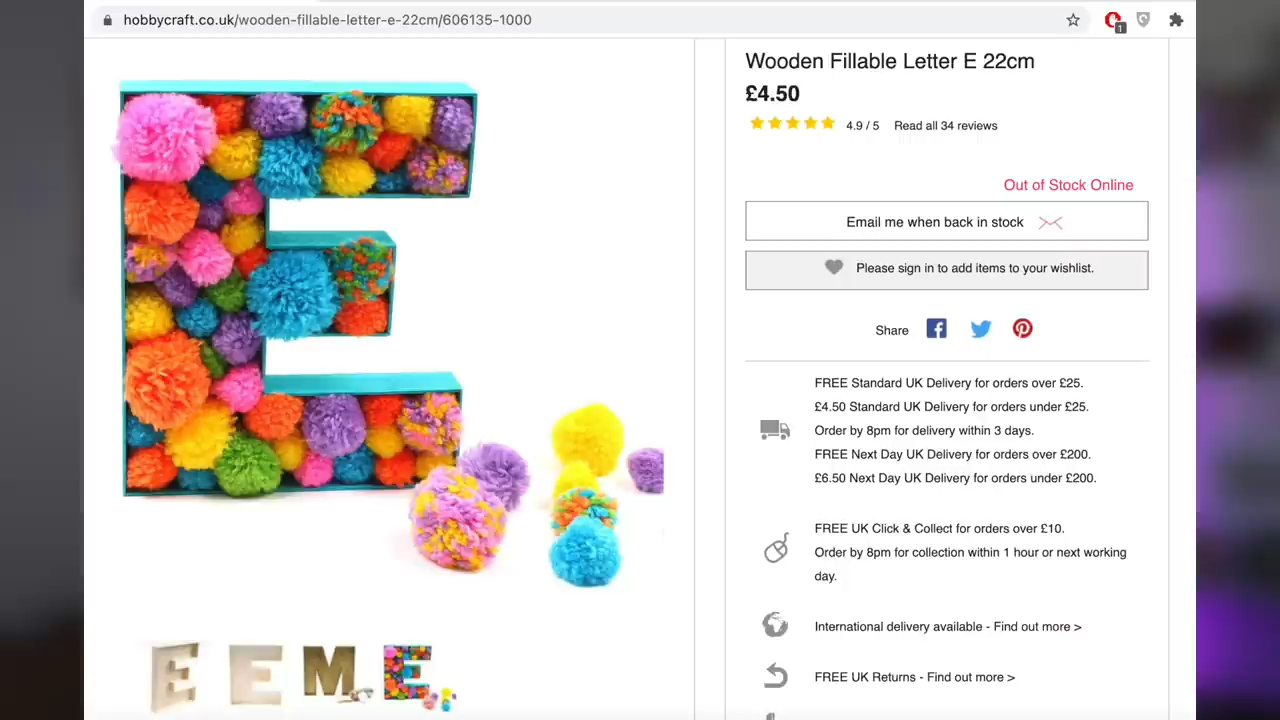 hobbycraft.co.uk/wooden-fillable-letter-e-22cm/606135-1000
1
Wooden Fillable Letter E 22cm
£4.50
4.9 / 5 Read all 34 reviews
Out of Stock Online
Email me when back in stock
Please sign in to add items to your wishlist.
Share
FREE Standard UK Delivery for orders over £25.
£4.50 Standard UK Delivery for orders under £25.
Order by 8pm for delivery within 3 days.
FREE Next Day UK Delivery for orders over £200.
£6.50 Next Day UK Delivery for orders under £200.
FREE UK Click & Collect for orders over £10.
Order by 8pm for collection within 1 hour or next working
day.
International delivery available - Find out more >
FREE UK Returns - Find out more >
E
E E M E